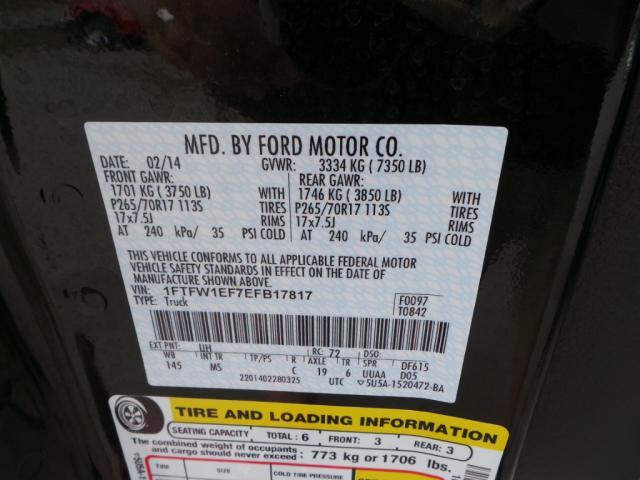 MFD. BY FORD MOTOR CO.
DATE: 02/14 GVWR: 3334 KG ( 7350 LB)
FRONT GAWR: REAR GAWR:
1701 KG ( 3750 LB) WITH 1746 KG ( 3850 LB) WITH
P265/70R17 113S TIRES P265/70R17 113S TIRES
17x7.5J RIMS 17x7.5J RIMS
AT 240 kPa/ 35 PSI COLD AT 240 kPa/ 35 PSI COLD
THIS VEHICLE CONFORMS TO ALL APPLICABLE FEDERAL MOTOR
VEHICLE SAFETY STANDARDS IN EFFECT ON THE DATE OF
MANUFACTURE SHOWN ABOVE.
VIN: 1FTFW1EF7EFB17817
TYPE: Truck
F0097
T0842
EXT PNT: UH RC: 72 DSO:
WB INT TR TP/PS R AXLE TR SPR DF615
145 MS C 19 6 UUAA D05
2201402280325 UTC 5U5A-1520472-BA
TIRE AND LOADING INFORMATION
SEATING CAPACITY TOTAL: 6 FRONT: 3 REAR: 3
The combined weight of occupants
and cargo should never exceed: 773 kg or 1706 lbs.
TIRE SIZE COLD TIRE PRESSURE